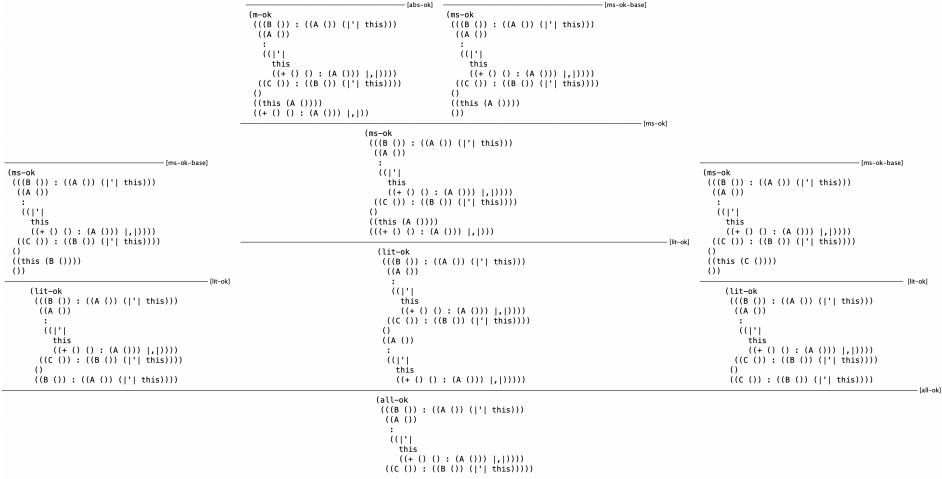 [abs-ok]
(m-ok
(((B ()) : ((A ()) (|'| this)))
((A ())
:
((|'|
this
((+ () () : (A ())) |,|))))
((C ()) : ((B ()) (|'| this))))
()
((this (A ())))
((+ () () : (A ())) |,|))
[ms-ok-base]
(ms-ok
(((B ()) : ((A ()) (|'| this)))
((A ())
:
((|'|
this
((+ () () : (A ())) |,|))))
((C ()) : ((B ()) (|'| this))))
()
((this (A ())))
())
[ms-ok]
(ms-ok
(((B ()) : ((A ()) (|'| this)))
((A ())
:
((|'|
this
((+ () () : (A ())) |,|))))
((C ()) : ((B ()) (|'| this))))
()
((this (A ())))
(((+ () () : (A ())) |,|)))
[ms-ok-base]
(ms-ok
(((B ()) : ((A ()) (|'| this)))
((A ())
:
((|'|
this
((+ () () : (A ())) |,|))))
((C ()) : ((B ()) (|'| this))))
()
((this (B ())))
())
[ms-ok-base]
(ms-ok
(((B ()) : ((A ()) (|'| this)))
((A ())
:
((|'|
this
((+ () () : (A ())) |,|))))
((C ()) : ((B ()) (|'| this))))
()
((this (C ())))
())
[lit-ok]
(lit-ok
(((B ()) : ((A ()) (|'| this)))
((A ())
:
((|'|
this
((+ () () : (A ())) |,|))))
((C ()) : ((B ()) (|'| this))))
()
((B ()) : ((A ()) (|'| this))))
[lit-ok]
(lit-ok
(((B ()) : ((A ()) (|'| this)))
((A ())
:
((|'|
this
((+ () () : (A ())) |,|))))
((C ()) : ((B ()) (|'| this))))
()
((A ())
:
((|'|
this
((+ () () : (A ())) |,|)))))
[lit-ok]
(lit-ok
(((B ()) : ((A ()) (|'| this)))
((A ())
:
((|'|
this
((+ () () : (A ())) |,|))))
((C ()) : ((B ()) (|'| this))))
()
((C ()) : ((B ()) (|'| this))))
[all-ok]
(all-ok
(((B ()) : ((A ()) (|'| this)))
((A ())
:
((|'|
this
((+ () () : (A ())) |,|))))
((C ()) : ((B ()) (|'| this)))))